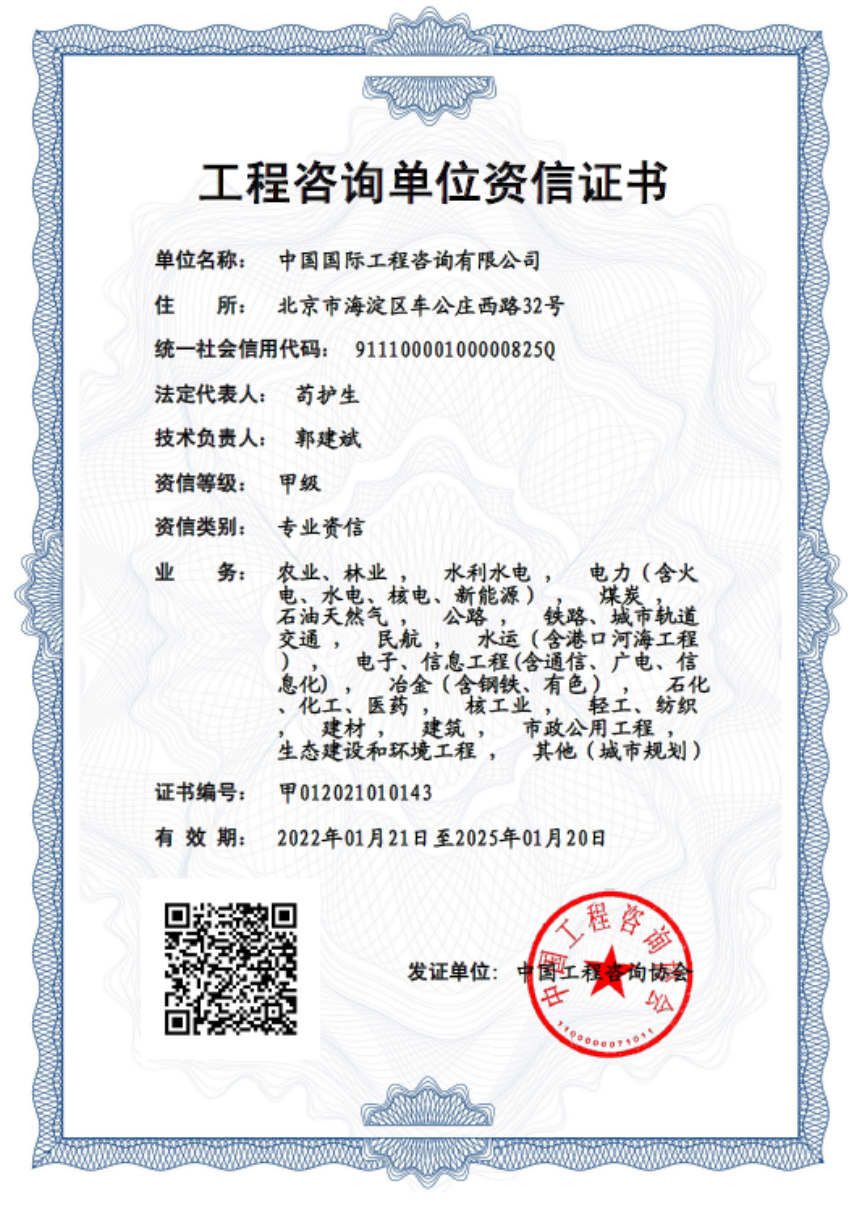 工程咨询单位资信证书
单位名称： 中国国际工程咨询有限公司
住　　所： 北京市海淀区车公庄西路32号
统一社会信用代码： 91110000100000825Q
法定代表人： 苟护生
技术负责人： 郭建斌
资信等级： 甲级
资信类别： 专业资信
业　　务： 农业、林业 ， 水利水电 ， 电力（含火
电、水电、核电、新能源） ， 煤炭 ，
石油天然气 ， 公路 ， 铁路、城市轨道
交通 ， 民航 ， 水运（含港口河海工程
） ， 电子、信息工程(含通信、广电、信
息化) ， 冶金（含钢铁、有色） ， 石化
、化工、医药 ， 核工业 ， 轻工、纺织
， 建材 ， 建筑 ， 市政公用工程 ，
生态建设和环境工程 ， 其他（城市规划）
证书编号： 甲012021010143
有 效 期： 2022年01月21日至2025年01月20日
发证单位： 中国工程咨询协会
中国工程咨询协会
1100000071011